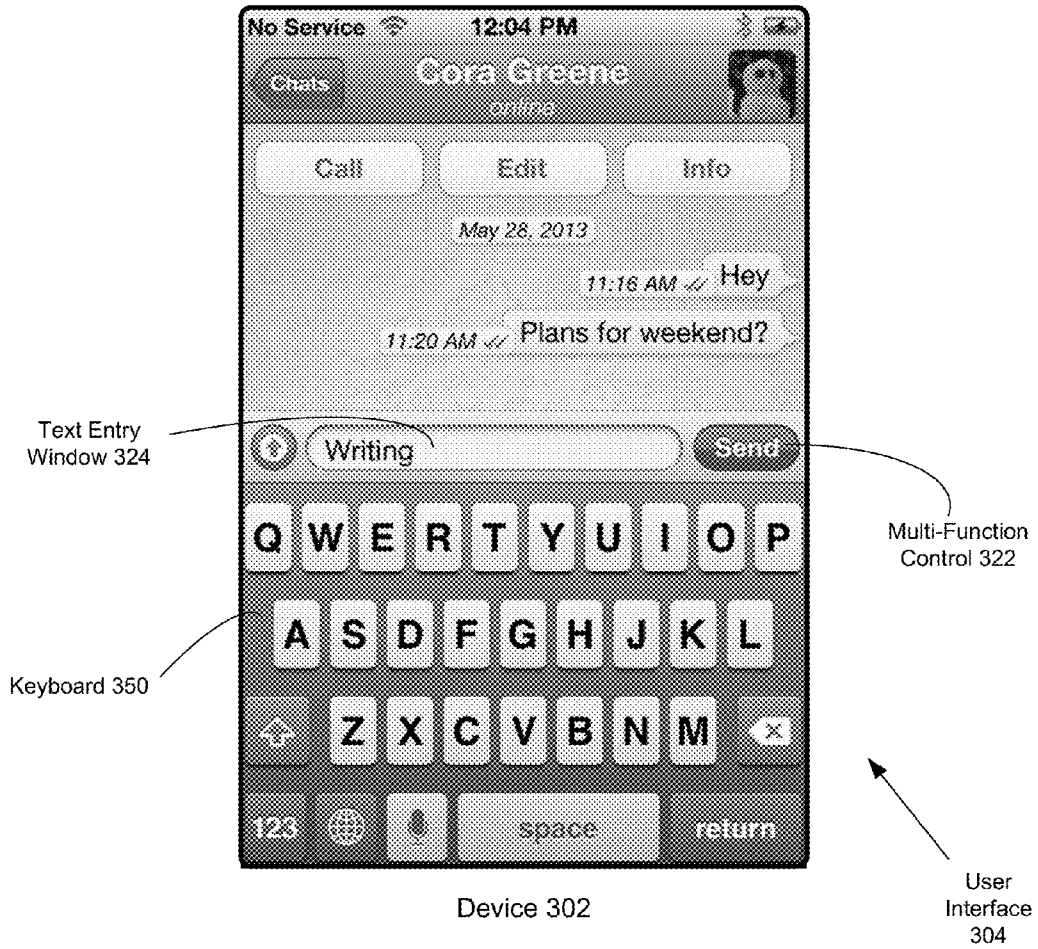 No Service 12:04 PM
Chats Cora Greene
online
Call Edit Info
May 28, 2013
11:16 AM Hey
11:20 AM Plans for weekend?
Text Entry
Window 324
Writing Send
Multi-Function
Control 322
Q W E R T Y U I O P
A S D F G H J K L
Keyboard 350
Z X C V B N M
123 space return
Device 302
User
Interface
304